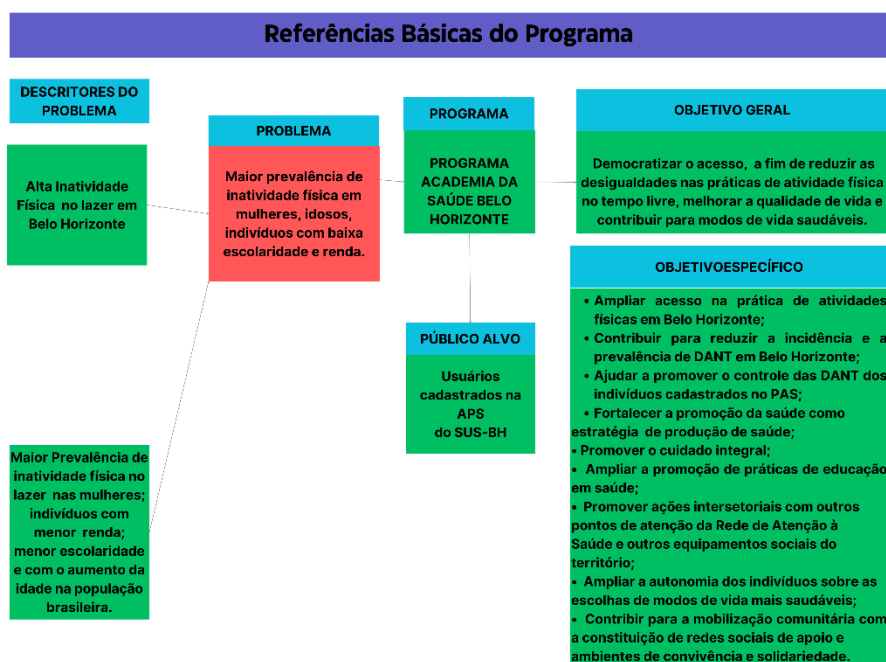 Referências Básicas do Programa
DESCRITORES DO
PROBLEMA
Alta Inatividade
Física no lazer em
Belo Horizonte
Maior Prevalência de
inatividade física no
lazer nas mulheres;
indivíduos com
menor renda;
menor escolaridade
e com o aumento da
idade na população
brasileira.
PROBLEMA
Maior prevalência de
inatividade física em
mulheres, idosos,
indivíduos com baixa
escolaridade e renda.
PROGRAMA
PROGRAMA
ACADEMIA DA
SAÚDE BELO
HORIZONTE
PÚBLICO ALVO
Usuários
cadastrados na
APS
do SUS-BH
OBJETIVO GERAL
Democratizar o acesso, a fim de reduzir as
desigualdades nas práticas de atividade física
no tempo livre, melhorar a qualidade de vida e
contribuir para modos de vida saudáveis.
OBJETIVOESPECÍFICO
• Ampliar acesso na prática de atividades
físicas em Belo Horizonte;
• Contribuir para reduzir a incidência e a
prevalência de DANT em Belo Horizonte;
• Ajudar a promover o controle das DANT dos
indivíduos cadastrados no PAS;
• Fortalecer a promoção da saúde como
estratégia de produção de saúde;
• Promover o cuidado integral;
• Ampliar a promoção de práticas de educação
em saúde;
• Promover ações intersetoriais com outros
pontos de atenção da Rede de Atenção à
Saúde e outros equipamentos sociais do
território;
• Ampliar a autonomia dos indivíduos sobre as
escolhas de modos de vida mais saudáveis;
• Contribir para a mobilização comunitária com
a constituição de redes sociais de apoio e
ambientes de convivência e solidariedade.